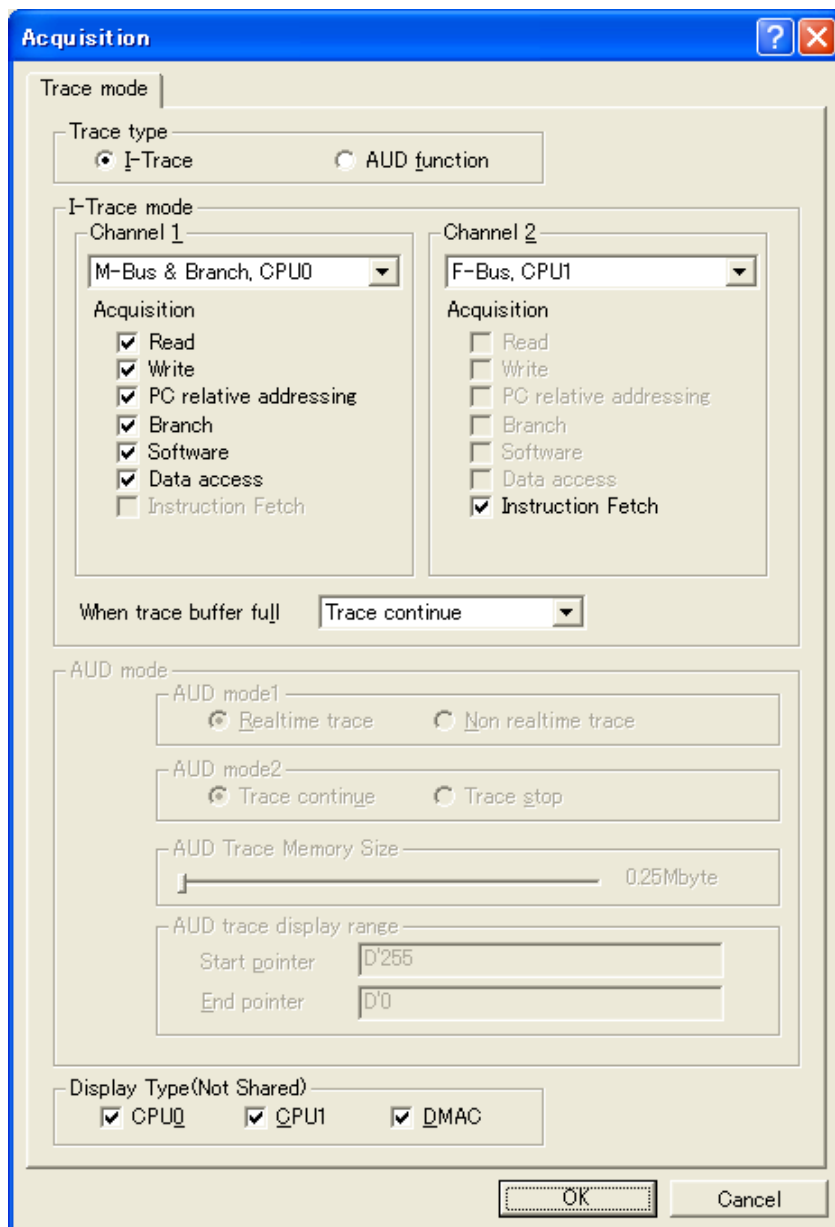 Acquisition
Trace mode
Trace type
I-Trace AUD function
I-Trace mode
Channel 1
M-Bus & Branch, CPU0
Acquisition
Read
Write
PC relative addressing
Branch
Software
Data access
Instruction Fetch
Channel 2
F-Bus, CPU1
Acquisition
Read
Write
PC relative addressing
Branch
Software
Data access
Instruction Fetch
When trace buffer full Trace continue
AUD mode
AUD mode1
Realtime trace Non realtime trace
AUD mode2
Trace continue Trace stop
AUD Trace Memory Size
0.25Mbyte
AUD trace display range
Start pointer D'255
End pointer D'0
Display Type(Not Shared)
CPU0 CPU1 DMAC
OK Cancel